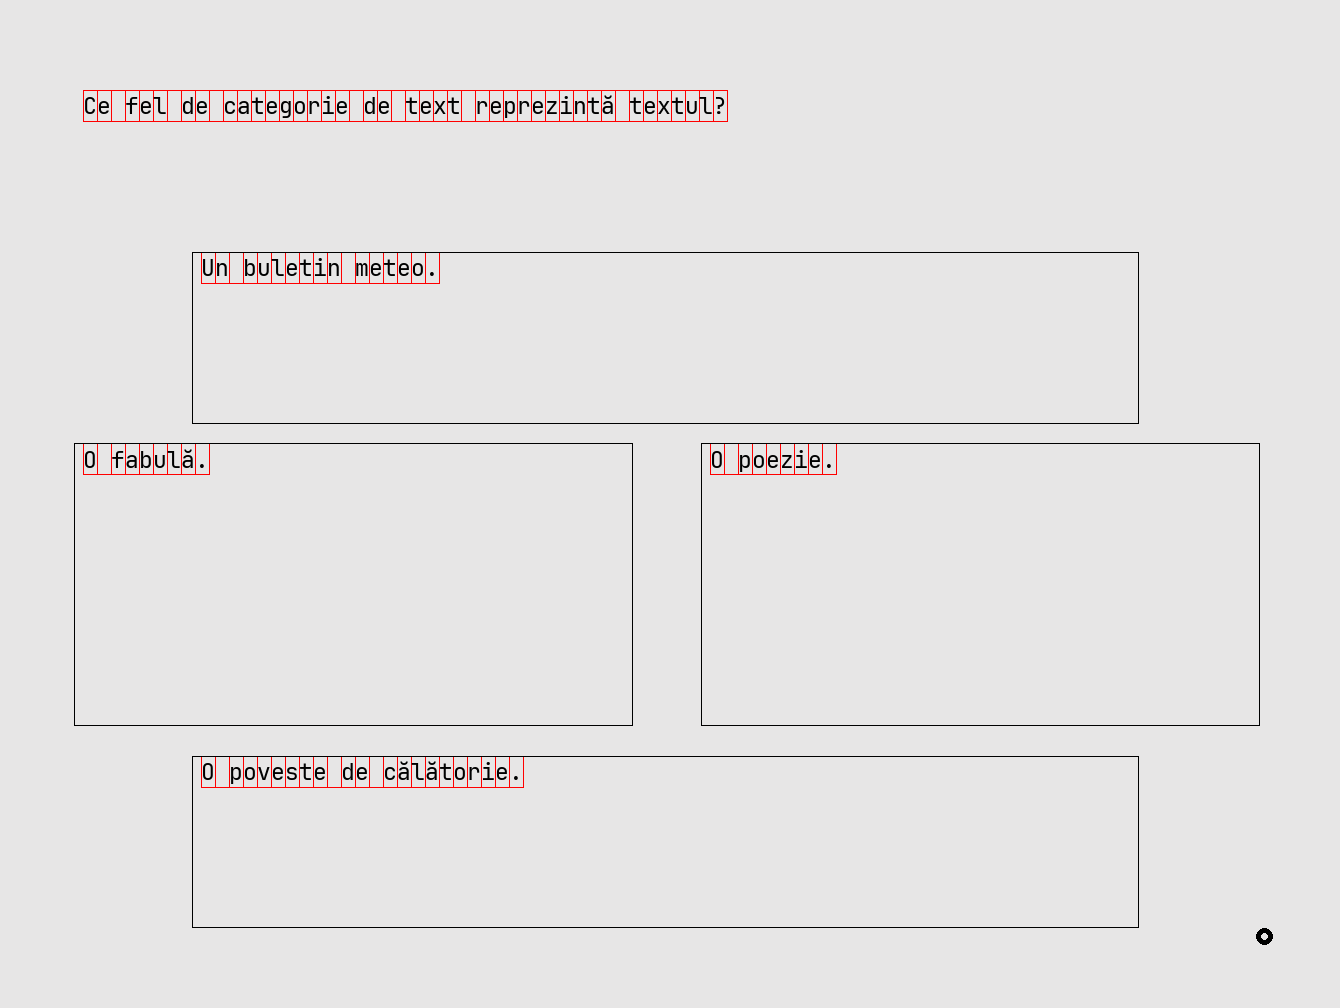 Ce fel de categorie de text reprezintă textul?
Un buletin meteo.
O fabulă.
O poezie.
O poveste de călătorie.